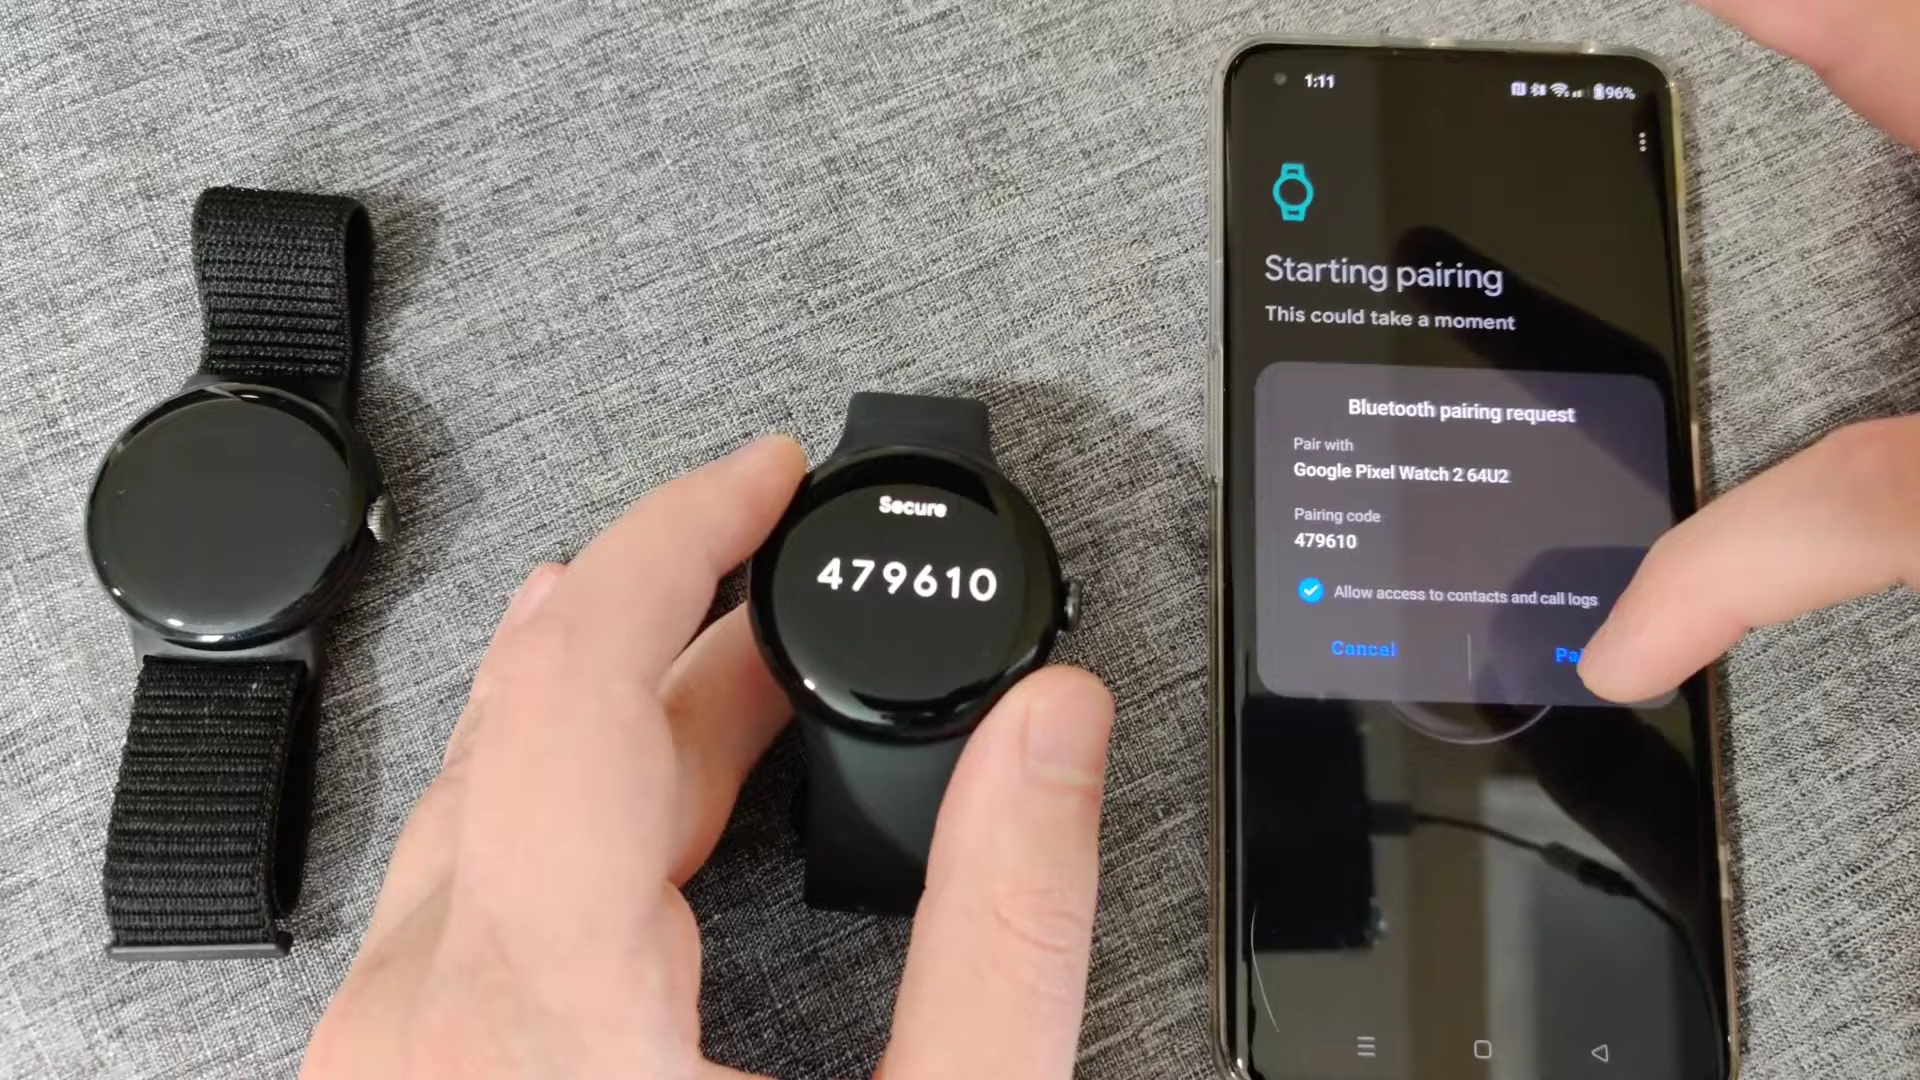 Secure
479610
1:11
96%
Starting pairing
This could take a moment
Bluetooth pairing request
Pair with
Google Pixel Watch 2 64U2
Pairing code
479610
Allow access to contacts and call logs
Cancel